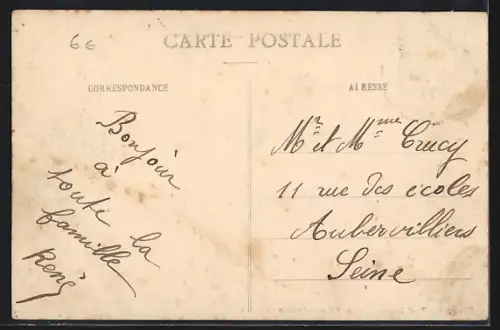 66
CARTE POSTALE
CORRESPONDANCE
ADRESSE
Bonjour
à
toute la
famille
René
Mr et Mme Crucy
11 rue des écoles
Aubervilliers
Seine